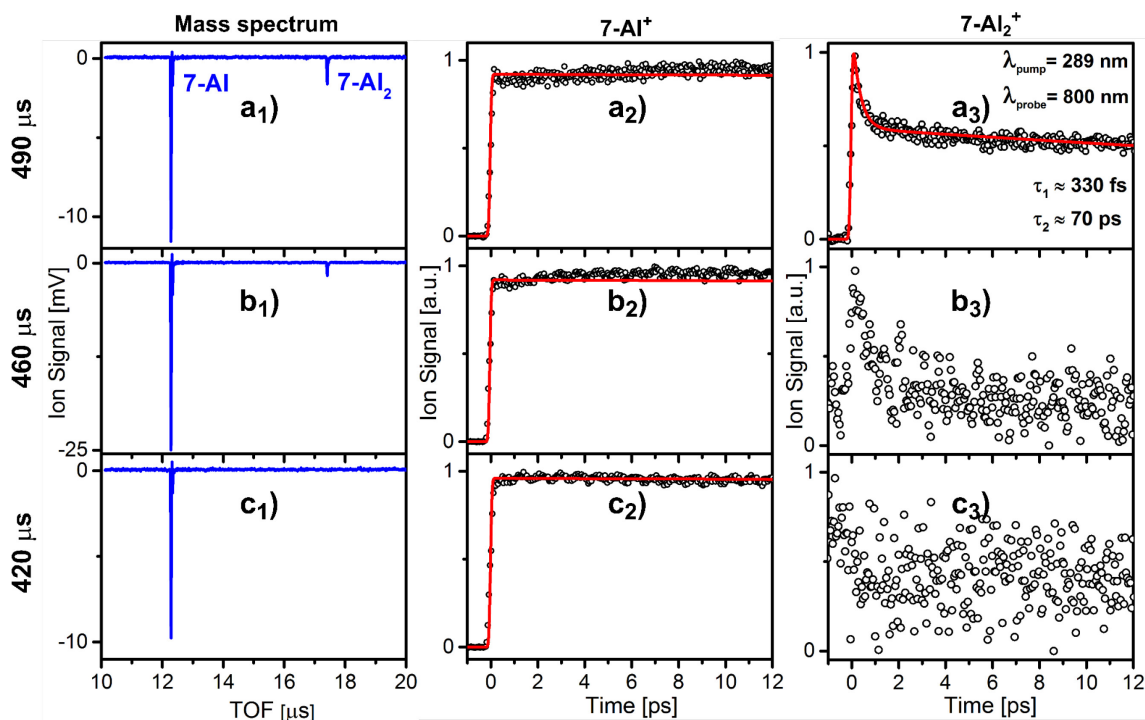 Mass spectrum
7-Al⁺
7-Al₂⁺
490 μs
460 μs
420 μs
Ion Signal [mV]
0
-10
0
-25
0
-10
7-Al
7-Al₂
a₁)
b₁)
c₁)
10 12 14 16 18 20
TOF [μs]
Ion Signal [a.u.]
1
0
1
0
1
0
a₂)
b₂)
c₂)
0 2 4 6 8 10 12
Time [ps]
Ion Signal [a.u.]
1
0
1
0
1
0
λpump= 289 nm
λprobe= 800 nm
a₃)
τ₁ ≈ 330 fs
τ₂ ≈ 70 ps
b₃)
c₃)
0 2 4 6 8 10 12
Time [ps]